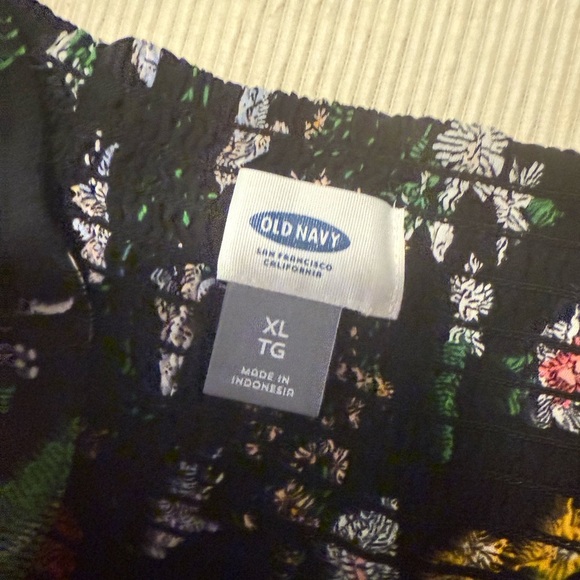 OLD NAVY
SAN FRANCISCO
CALIFORNIA
XL
TG
MADE IN
INDONESIA